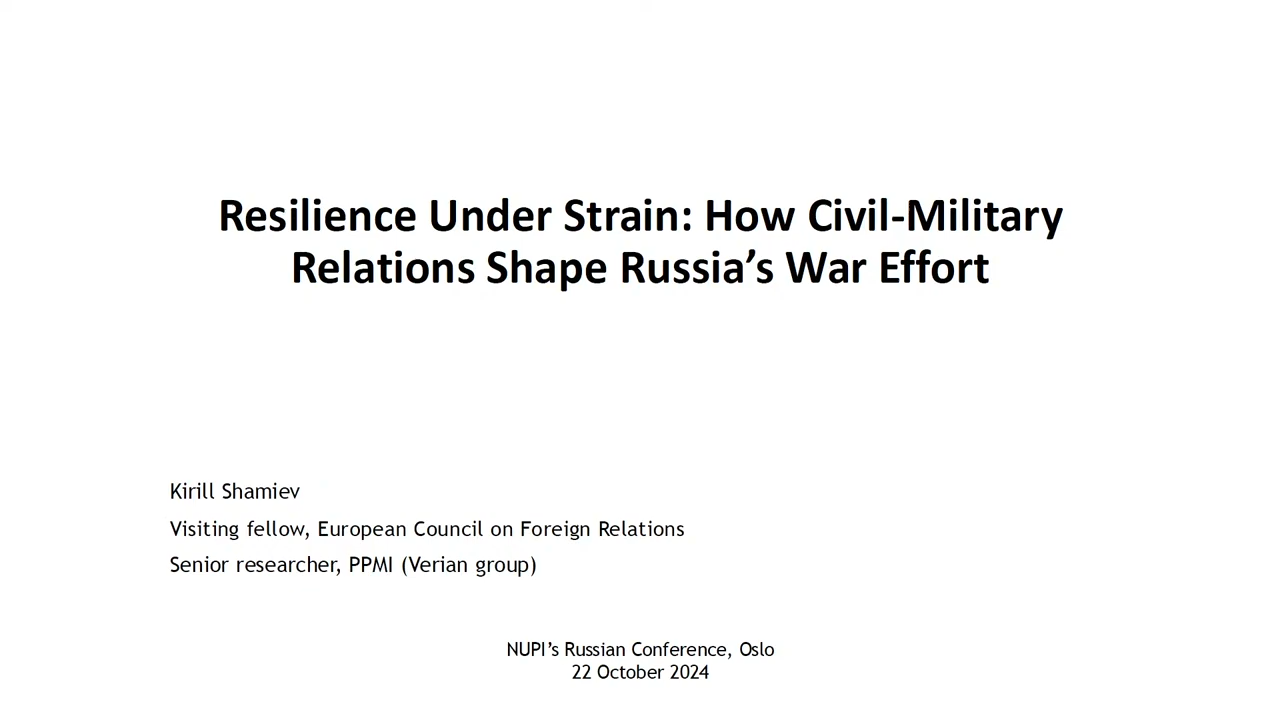 Resilience Under Strain: How Civil-Military
Relations Shape Russia’s War Effort
Kirill Shamiev
Visiting fellow, European Council on Foreign Relations
Senior researcher, PPMI (Verian group)
NUPI’s Russian Conference, Oslo
22 October 2024